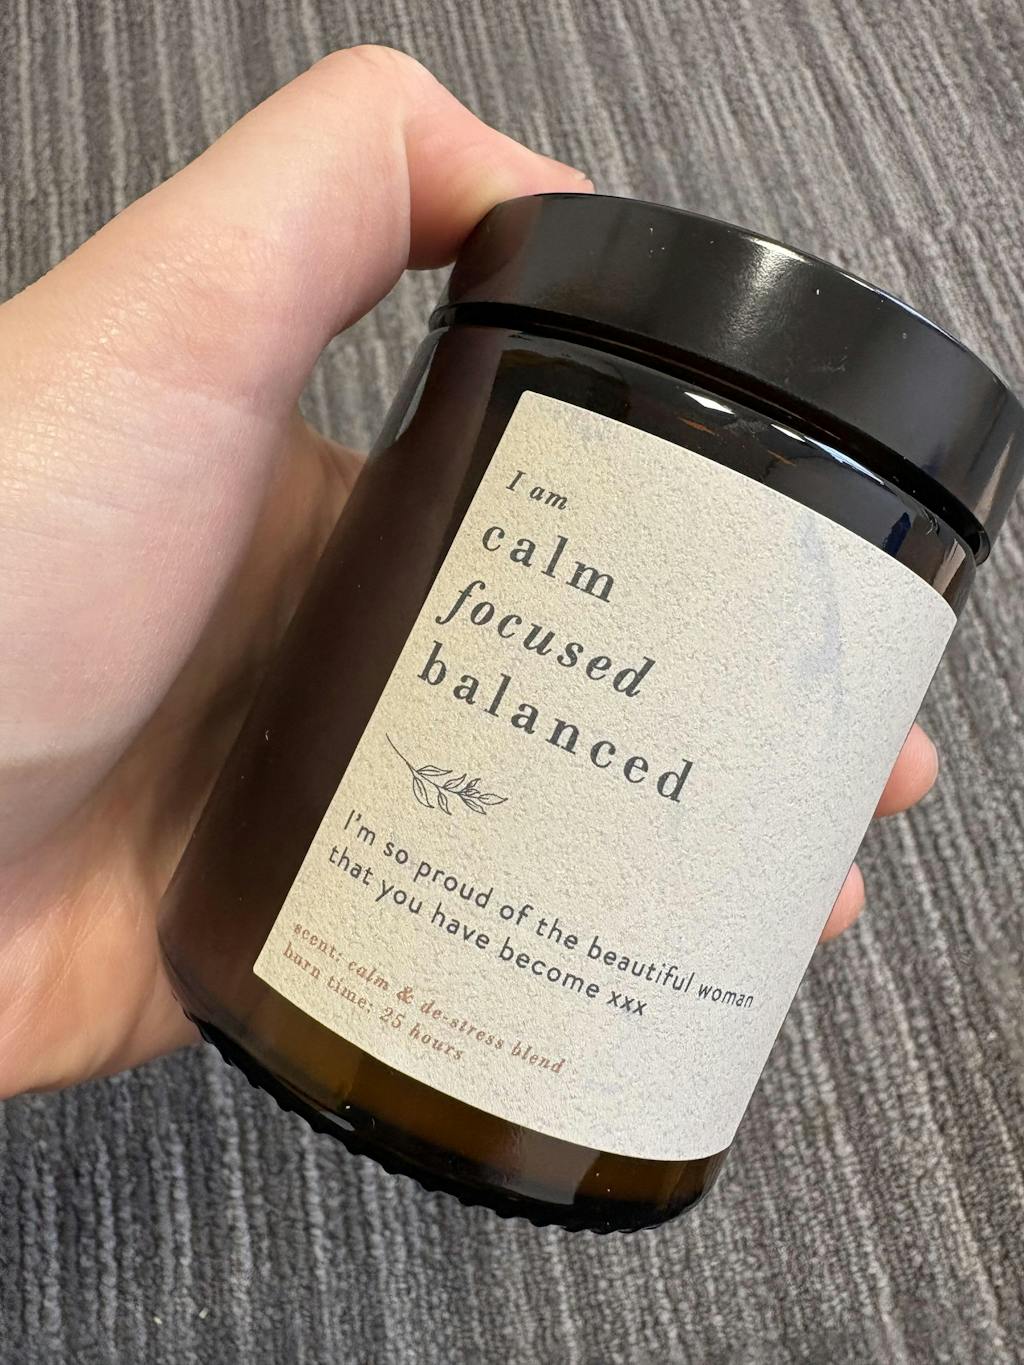 I am
calm
focused
balanced
I'm so proud of the beautiful woman
that you have become xxx
scent: calm & de-stress blend
burn time: 25 hours